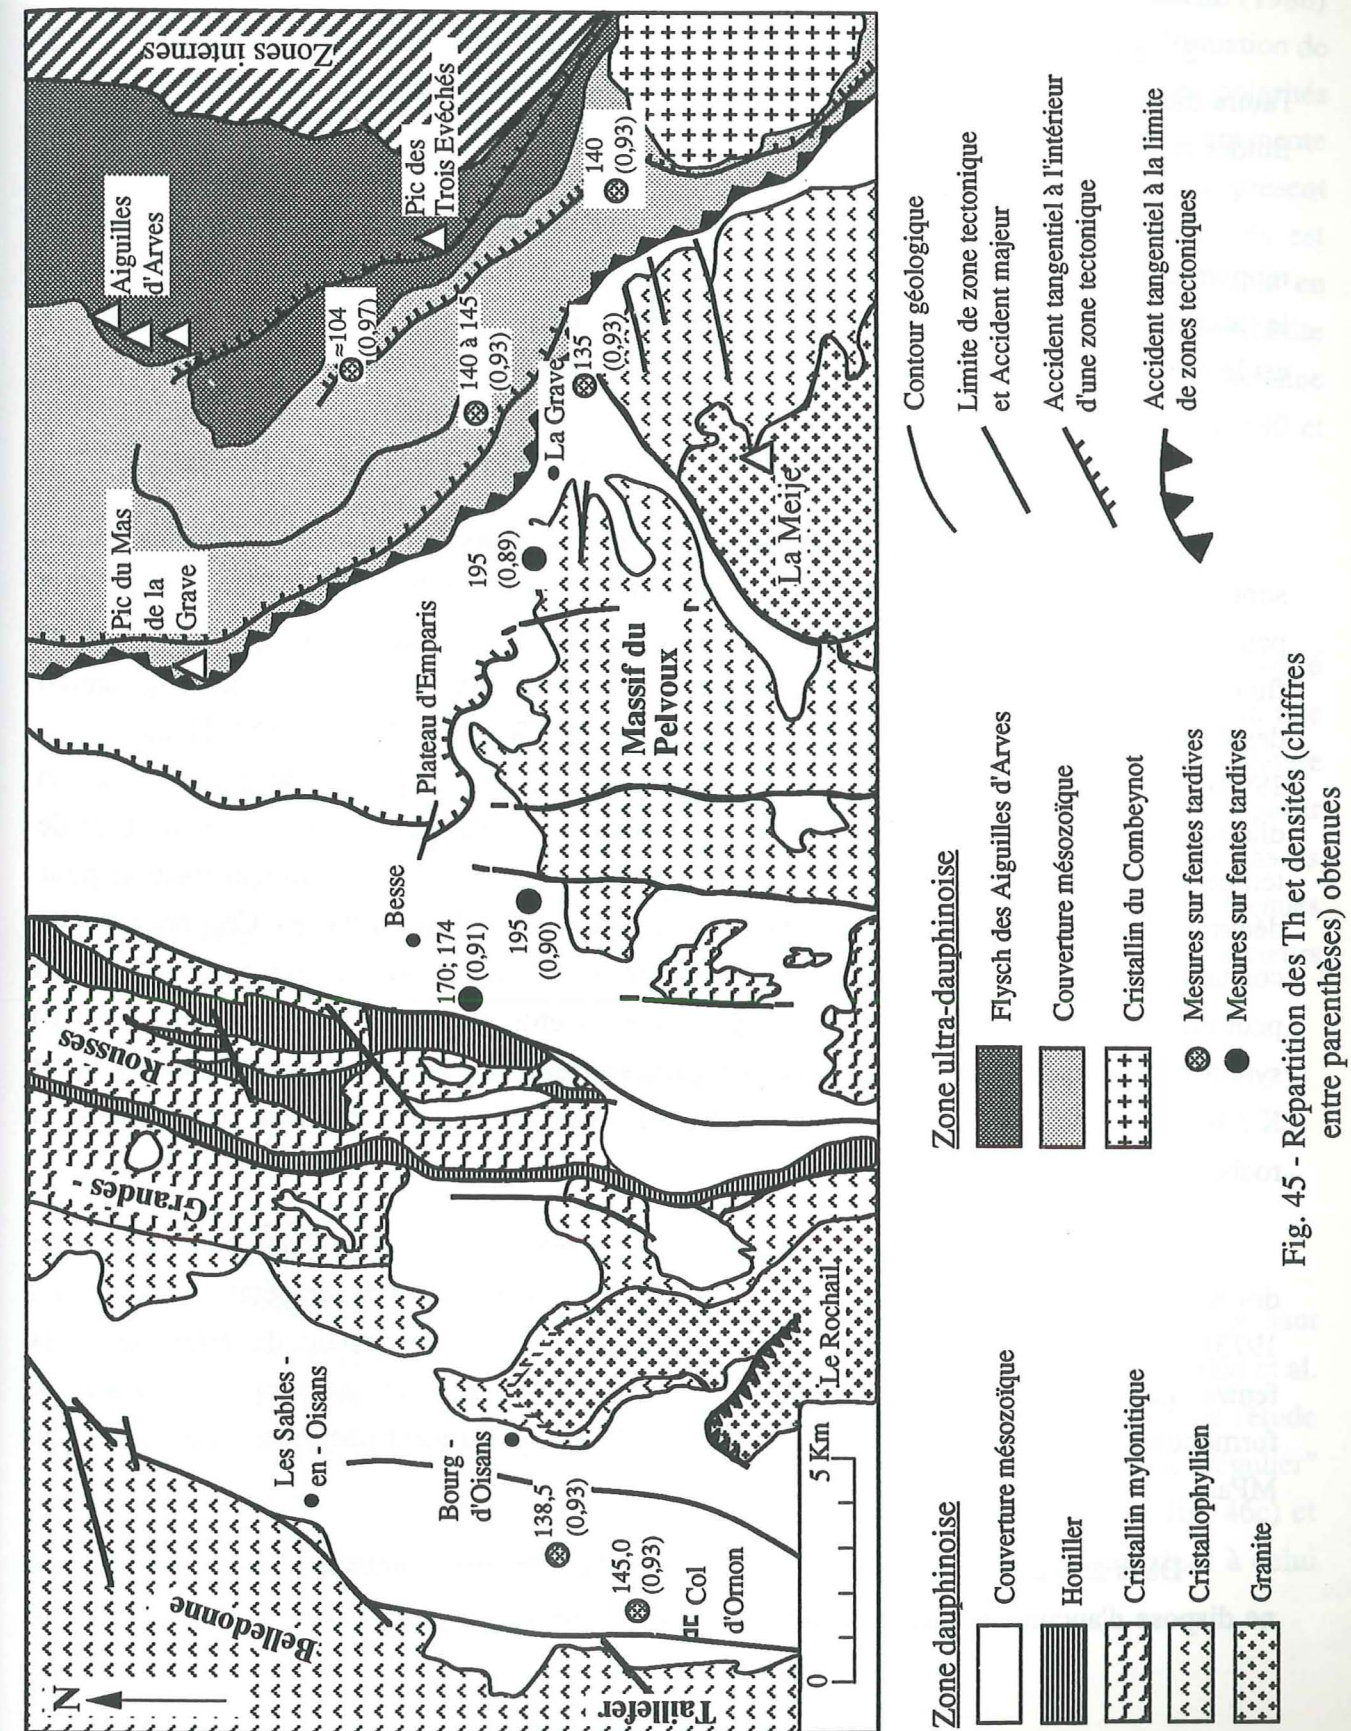 N
Belledonne
Taillefer
Les Sables -
en - Oisans
Bourg -
d'Oisans
138,5
(0,93)
145,0
(0,93)
Col
d'Ornon
0
5 Km
Le Rochail
Grandes -
Rousses
Besse
170; 174
(0,91)
195
(0,90)
Plateau d'Emparis
Massif du
Pelvoux
195
(0,89)
La Grave
La Meije
Pic du Mas
de la
Grave
Aiguilles
d'Arves
≈104
(0,97)
140 à 145
(0,93)
135
(0,93)
Pic des
Trois Evéchés
140
(0,93)
Zones internes
Zone dauphinoise
Couverture mésozoïque
Houiller
Cristallin mylonitique
Cristallophyllien
Granite
Zone ultra-dauphinoise
Flysch des Aiguilles d'Arves
Couverture mésozoïque
Cristallin du Combeynot
Mesures sur fentes tardives
Mesures sur fentes tardives
Contour géologique
Limite de zone tectonique
et Accident majeur
Accident tangentiel à l'intérieur
d'une zone tectonique
Accident tangentiel à la limite
de zones tectoniques
Fig. 45 - Répartition des Th et densités (chiffres
entre parenthèses) obtenues